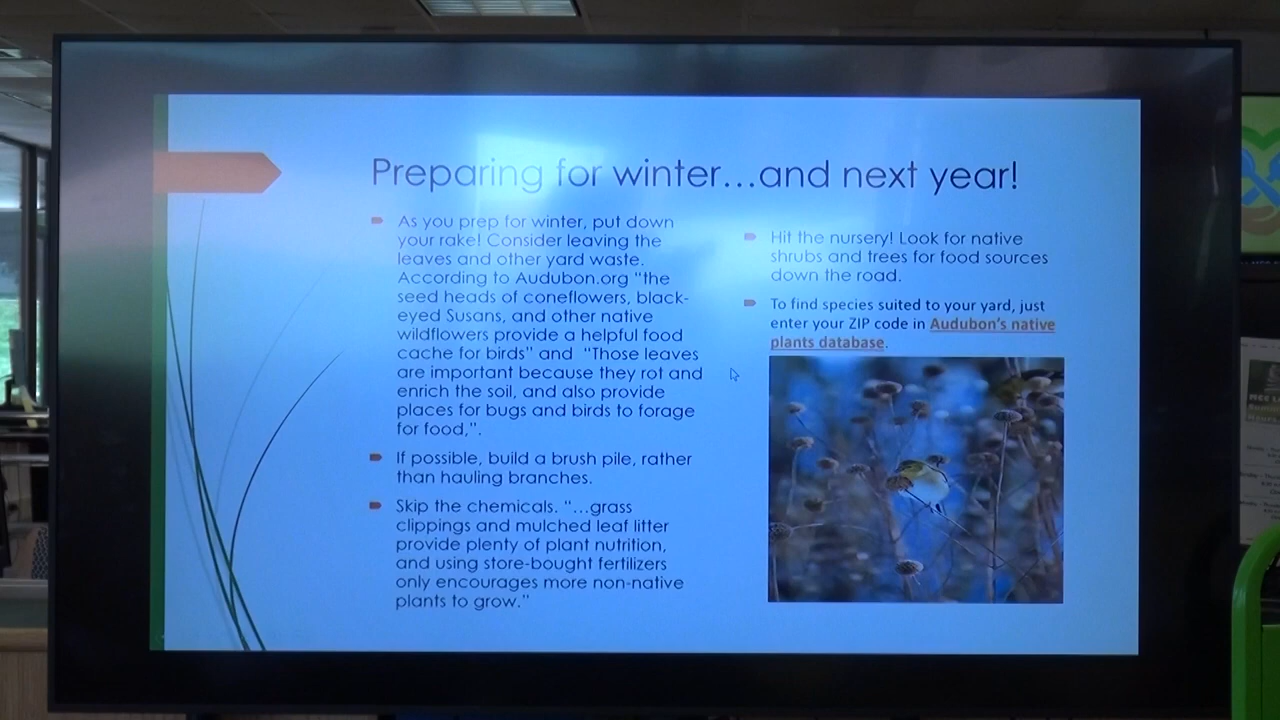 Preparing for winter…and next year!
As you prep for winter, put down
your rake! Consider leaving the
leaves and other yard waste.
According to Audubon.org "the
seed heads of coneflowers, black-
eyed Susans, and other native
wildflowers provide a helpful food
cache for birds" and "Those leaves
are important because they rot and
enrich the soil, and also provide
places for bugs and birds to forage
for food,".
If possible, build a brush pile, rather
than hauling branches.
Skip the chemicals. "…grass
clippings and mulched leaf litter
provide plenty of plant nutrition,
and using store-bought fertilizers
only encourages more non-native
plants to grow."
Hit the nursery! Look for native
shrubs and trees for food sources
down the road.
To find species suited to your yard, just
enter your ZIP code in Audubon's native
plants database.